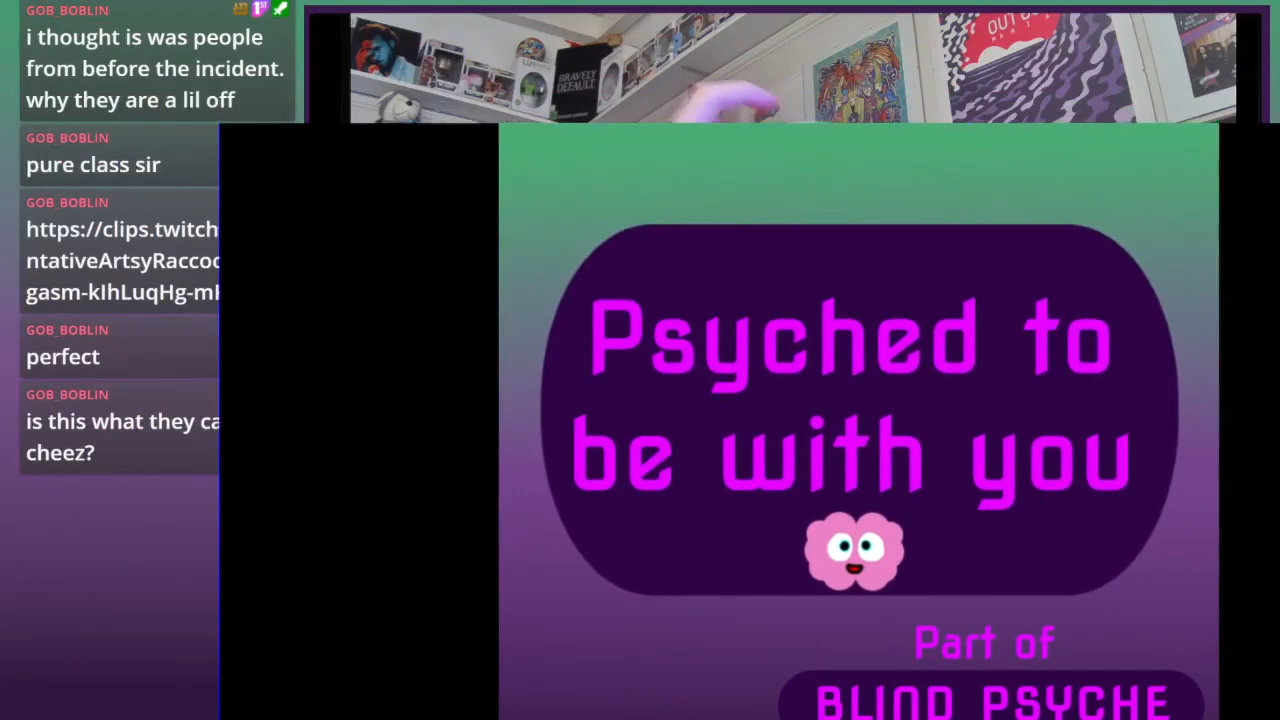 GOB_BOBLIN
i thought is was people
from before the incident.
why they are a lil off
GOB_BOBLIN
pure class sir
GOB_BOBLIN
https://clips.twitch
ntativeArtsyRaccoo
gasm-kIhLuqHg-m
GOB_BOBLIN
perfect
GOB_BOBLIN
is this what they ca
cheez?
BRAVELY
DEFAULT
Psyched to
be with you
Part of
BLIND PSYCHE